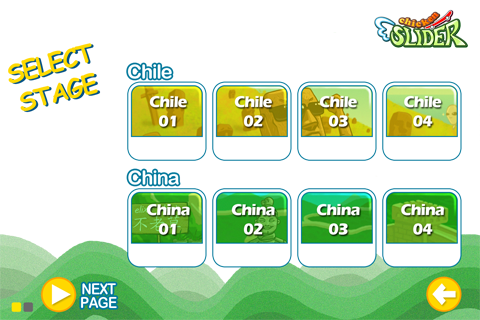 chicken
SLIDER
SELECT
STAGE
Chile
Chile
01
Chile
02
Chile
03
Chile
04
China
China
01
China
02
China
03
China
04
NEXT
PAGE